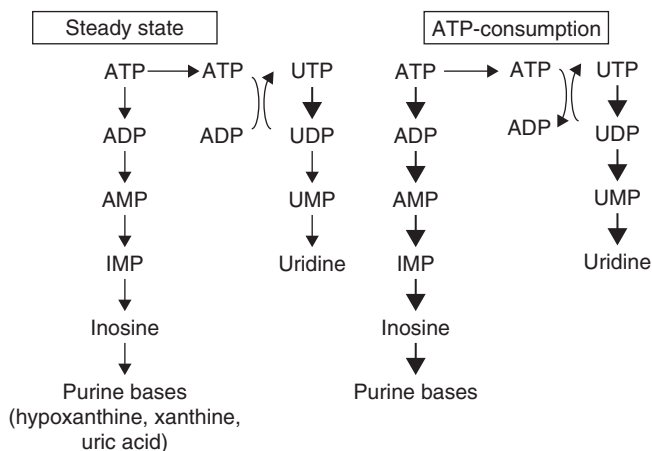 Steady state
ATP ATP UTP
ADP ADP UDP
AMP UMP
IMP Uridine
Inosine
Purine bases
(hypoxanthine, xanthine,
uric acid)
ATP-consumption
ATP ATP UTP
ADP ADP UDP
AMP UMP
IMP Uridine
Inosine
Purine bases